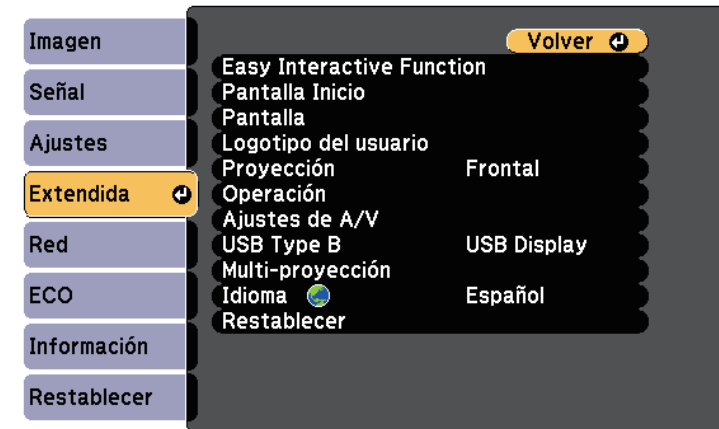 Imagen
Señal
Ajustes
Extendida
Red
ECO
Información
Restablecer
Volver
Easy Interactive Function
Pantalla Inicio
Pantalla
Logotipo del usuario
Proyección Frontal
Operación
Ajustes de A/V
USB Type B USB Display
Multi-proyección
Idioma Español
Restablecer